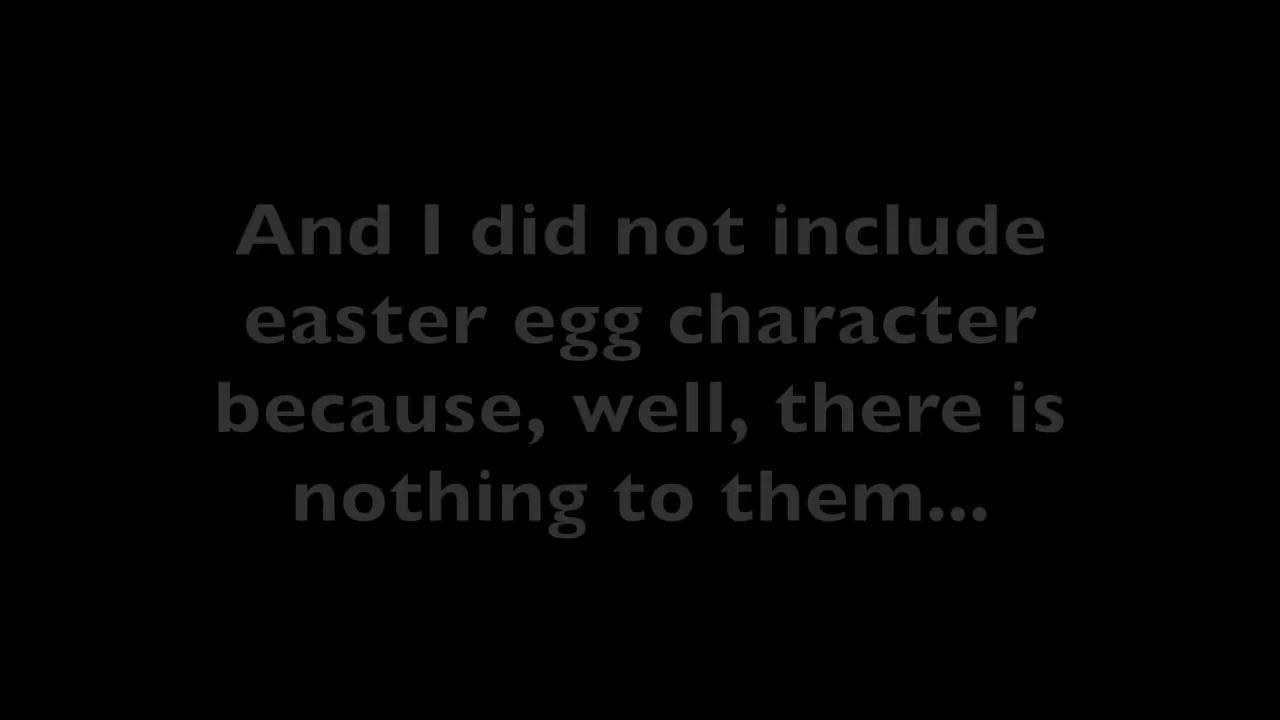 And I did not include
easter egg character
because, well, there is
nothing to them...